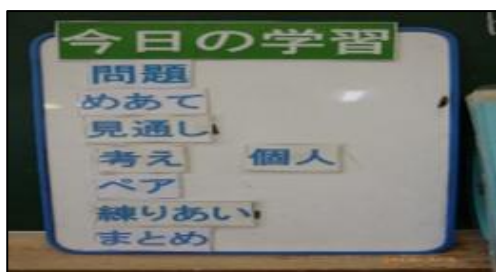 今日の学習
問題
めあて
見通し
考え 個人
ペア
練りあい
まとめ